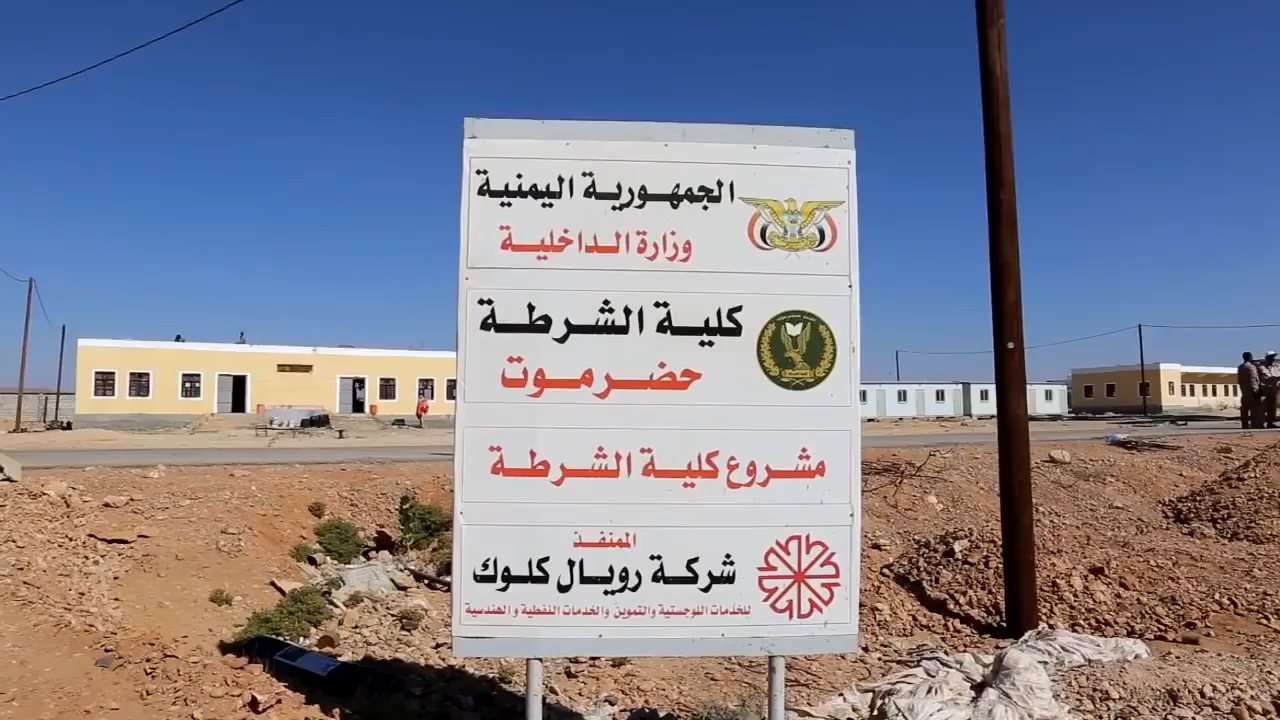 الجمهورية اليمنية
وزارة الداخلية
كلية الشرطة
حضرموت
مشروع كلية الشرطة
المنفذ
شركة رويال كلوك
للخدمات اللوجستية والتموين والخدمات النفطية والهندسية